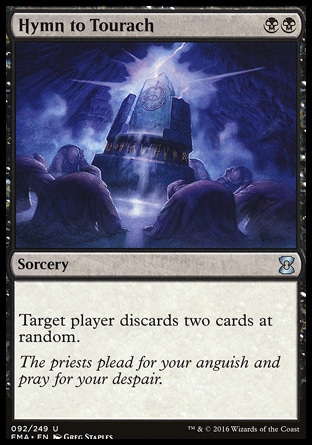 Hymn to Tourach
Sorcery
Target player discards two cards at
random.
The priests plead for your anguish and
pray for your despair.
092/249 U
EMA • EN Greg Staples
™ & © 2016 Wizards of the Coast